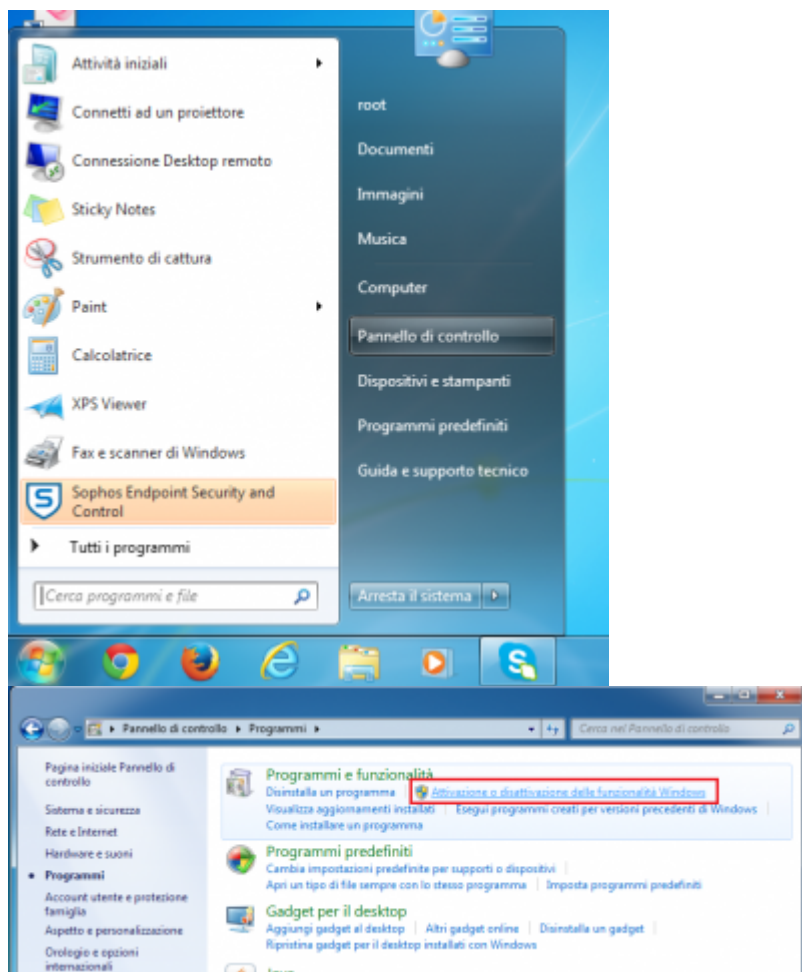 Attività iniziali
Connetti ad un proiettore
Connessione Desktop remoto
Sticky Notes
Strumento di cattura
Paint
Calcolatrice
XPS Viewer
Fax e scanner di Windows
Sophos Endpoint Security and
Control
Tutti i programmi
Cerca programmi e file
root
Documenti
Immagini
Musica
Computer
Pannello di controllo
Dispositivi e stampanti
Programmi predefiniti
Guida e supporto tecnico
Arresta il sistema
Pannello di controllo Programmi
Cerca nel Pannello di controllo
Pagina iniziale Pannello di
controllo
Sistema e sicurezza
Rete e Internet
Hardware e suoni
Programmi
Account utente e protezione
famiglia
Aspetto e personalizzazione
Orologio e opzioni
internazionali
Programmi e funzionalità
Disinstalla un programma Attivazione o disattivazione delle funzionalità Windows
Visualizza aggiornamenti installati Esegui programmi creati per versioni precedenti di Windows
Come installare un programma
Programmi predefiniti
Cambia impostazioni predefinite per supporti o dispositivi
Apri un tipo di file sempre con lo stesso programma Imposta programmi predefiniti
Gadget per il desktop
Aggiungi gadget al desktop Altri gadget online Disinstalla un gadget
Ripristina gadget per il desktop installati con Windows